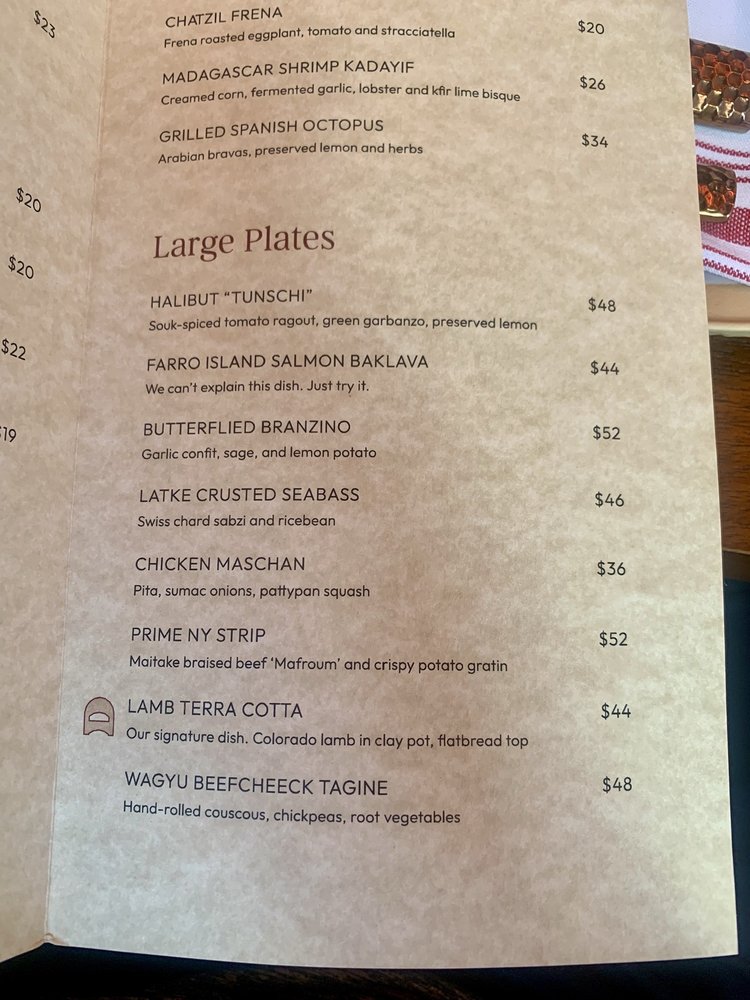 $23
$20
$20
$22
$19
CHATZIL FRENA $20
Frena roasted eggplant, tomato and stracciatella
MADAGASCAR SHRIMP KADAYIF $26
Creamed corn, fermented garlic, lobster and kfir lime bisque
GRILLED SPANISH OCTOPUS $34
Arabian bravas, preserved lemon and herbs
Large Plates
HALIBUT “TUNSCHI” $48
Souk-spiced tomato ragout, green garbanzo, preserved lemon
FARRO ISLAND SALMON BAKLAVA $44
We can’t explain this dish. Just try it.
BUTTERFLIED BRANZINO $52
Garlic confit, sage, and lemon potato
LATKE CRUSTED SEABASS $46
Swiss chard sabzi and ricebean
CHICKEN MASCHAN $36
Pita, sumac onions, pattypan squash
PRIME NY STRIP $52
Maitake braised beef ‘Mafroum’ and crispy potato gratin
LAMB TERRA COTTA $44
Our signature dish. Colorado lamb in clay pot, flatbread top
WAGYU BEEFCHEECK TAGINE $48
Hand-rolled couscous, chickpeas, root vegetables